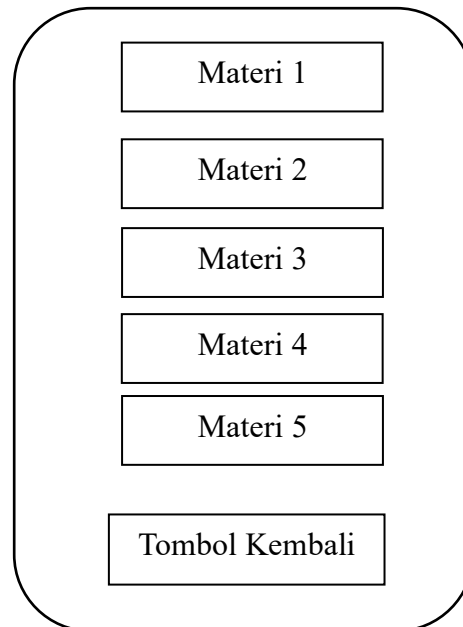 Materi 1
Materi 2
Materi 3
Materi 4
Materi 5
Tombol Kembali